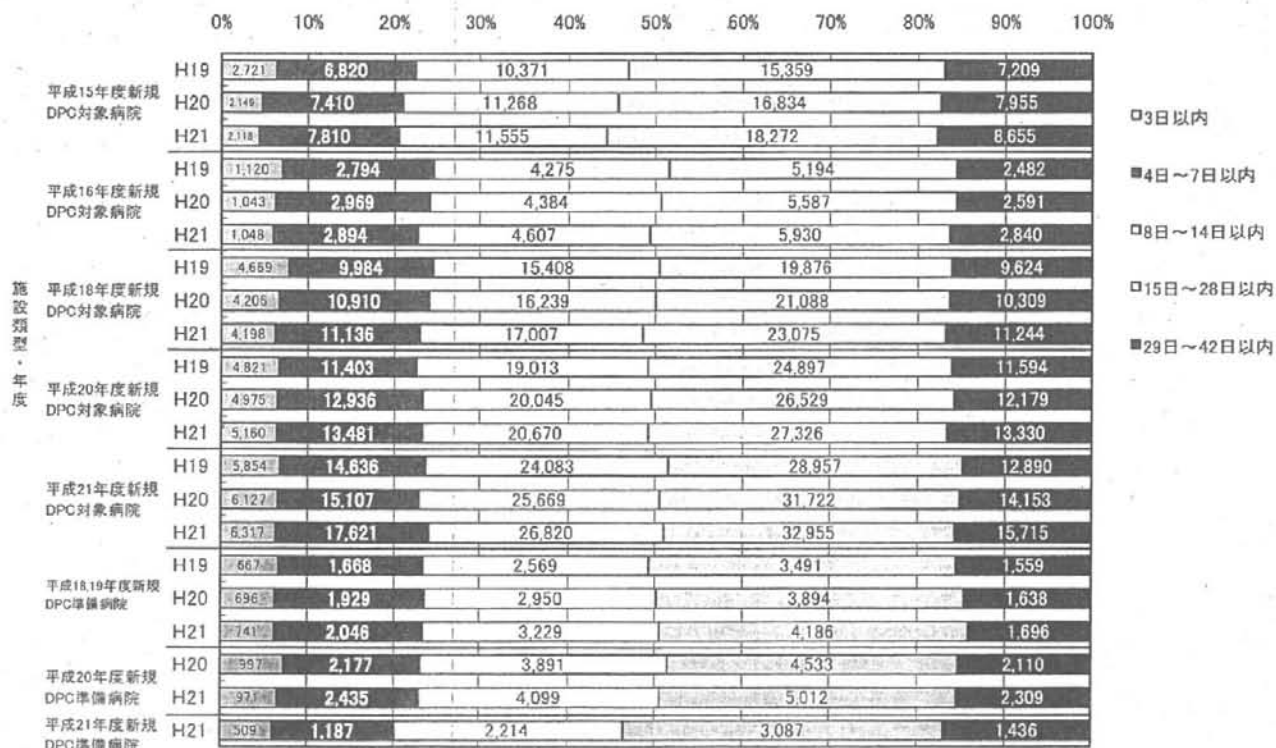 0% 10% 20% 30% 40% 50% 60% 70% 80% 90% 100%
H19 2,721 6,820 10,371 15,359 7,209
平成15年度新規
DPC対象病院
H20 2,149 7,410 11,268 16,834 7,955
H21 2,118 7,810 11,555 18,272 8,655
H19 1,120 2,794 4,275 5,194 2,482
平成16年度新規
DPC対象病院
H20 1,043 2,969 4,384 5,587 2,591
H21 1,048 2,894 4,607 5,930 2,840
H19 4,669 9,984 15,408 19,876 9,624
平成18年度新規
DPC対象病院
H20 4,206 10,910 16,239 21,088 10,309
H21 4,198 11,136 17,007 23,075 11,244
H19 4,821 11,403 19,013 24,897 11,594
平成20年度新規
DPC対象病院
H20 4,975 12,936 20,045 26,529 12,179
H21 5,160 13,481 20,670 27,326 13,330
H19 5,854 14,636 24,083 28,957 12,890
平成21年度新規
DPC対象病院
H20 6,127 15,107 25,669 31,722 14,153
H21 6,317 17,621 26,820 32,955 15,715
H19 667 1,668 2,569 3,491 1,559
平成18,19年度新規
DPC準備病院
H20 696 1,929 2,950 3,894 1,638
H21 741 2,046 3,229 4,186 1,696
H20 997 2,177 3,891 4,533 2,110
平成20年度新規
DPC準備病院
H21 2,435 4,099 5,012 2,309
平成21年度新規
DPC準備病院
H21 509 1,187 2,214 3,087 1,436
施設類型・年度
3日以内
4日～7日以内
8日～14日以内
15日～28日以内
29日～42日以内